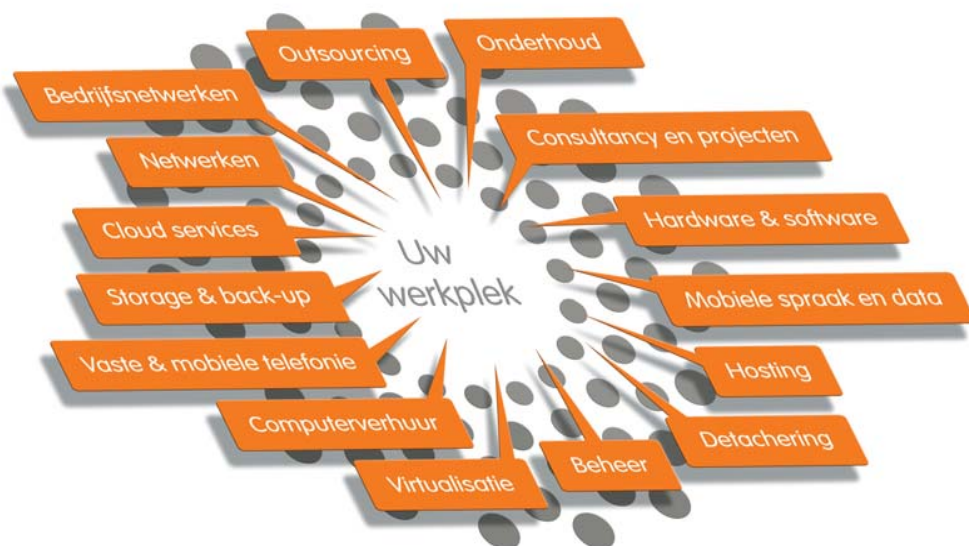 Outsourcing
Onderhoud
Bedrijfsnetwerken
Consultancy en projecten
Netwerken
Hardware & software
Cloud services
Uw
werkplek
Storage & back-up
Mobiele spraak en data
Vaste & mobiele telefonie
Hosting
Computerverhuur
Detachering
Virtualisatie
Beheer